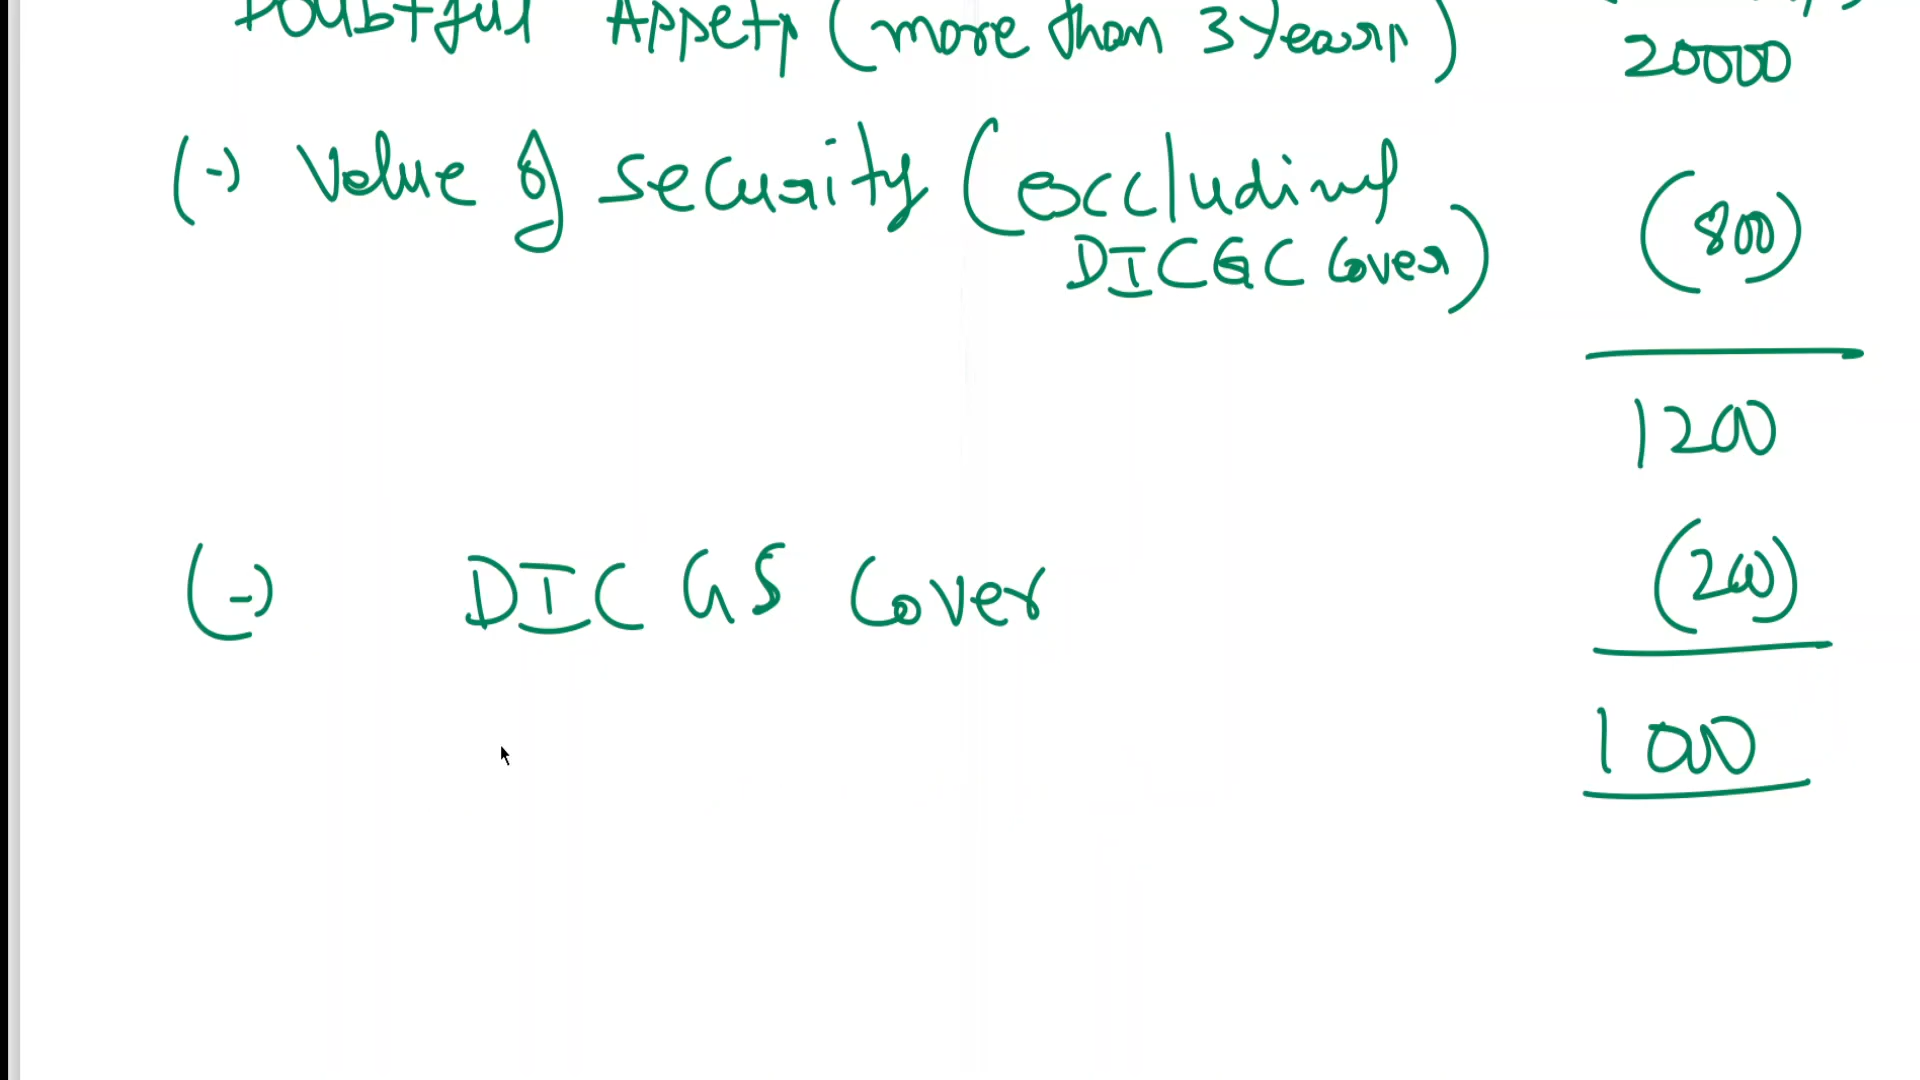 Doubtful Assets (more than 3 Years) 20000
(-) Value of security (excluding DICGC Cover) (800)
1200
(-) DICGS Cover (200)
1000